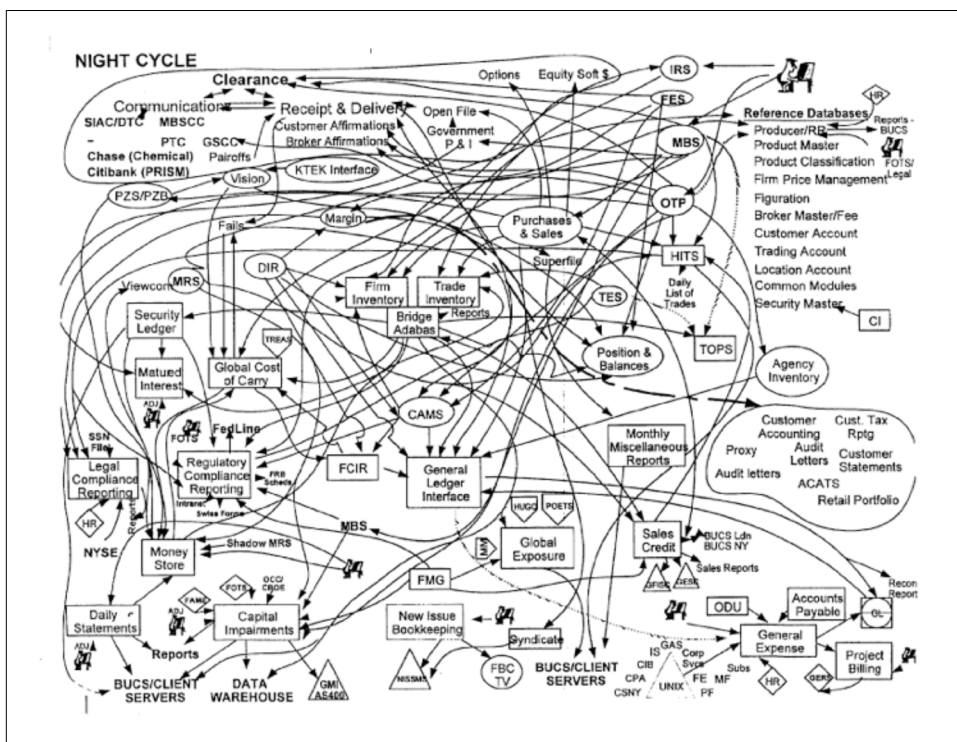 NIGHT CYCLE
Clearance
Options
Equity Soft $
IRS
Communications
Receipt & Delivery
Open File
FES
Reference Databases
HR
SIAC/DTC MBSCC
Customer Affirmations
Government
P & I
Producer/RR
Reports -
BUCS
PTC GSCC
Broker Affirmations
MBS
Product Master
FOTS/
Legal
Chase (Chemical)
Pairoffs
Product Classification
Citibank (PRISM)
KTEK Interface
Firm Price Management
Vision
PZS/PZB
OTP
Figuration
Margin
Purchases
& Sales
Broker Master/Fee
Fails
Customer Account
HITS
Trading Account
Superfile
DIR
Location Account
Viewcom
MRS
Firm
Inventory
Trade
Inventory
Daily
List of
Trades
Common Modules
TES
Security Master
Reports
Bridge
Adabas
CI
Security
Ledger
TREAS
TOPS
Position &
Balances
Matured
Interest
Global Cost
of Carry
Agency
Inventory
ADJ
CAMS
FOTS
FedLine
Customer
Accounting
Cust. Tax
Rptg
Monthly
Miscellaneous
Reports
Audit
Letters
Proxy
Customer
Statements
SSN
File
Legal
Compliance
Reporting
Regulatory
Compliance
Reporting
FRB
Scheds
FCIR
General
Ledger
Interface
Audit letters
ACATS
Retail Portfolio
Intranet
Swiss Forms
Reports
HR
HUGO
POETS
MBS
NYSE
Money
Store
Shadow MRS
MM
Global
Exposure
Sales
Credit
BUCS Ldn
BUCS NY
Sales Reports
GFISC
GESC
FMG
Recon
Report
FAME
FOTS
OCC/
CBOE
Daily
Statements
ADJ
Capital
Impairments
New Issue
Bookkeeping
Syndicate
ODU
Accounts
Payable
GL
General
Expense
Reports
ADJ
BUCS/CLIENT
SERVERS
DATA
WAREHOUSE
GMI
AS400
NISSMS
FBC
TV
BUCS/CLIENT
SERVERS
IS
GAS
Corp
Svcs
CIB
CPA
CSNY
UNIX
FE
PF
MF
Subs
HR
GERS
Project
Billing